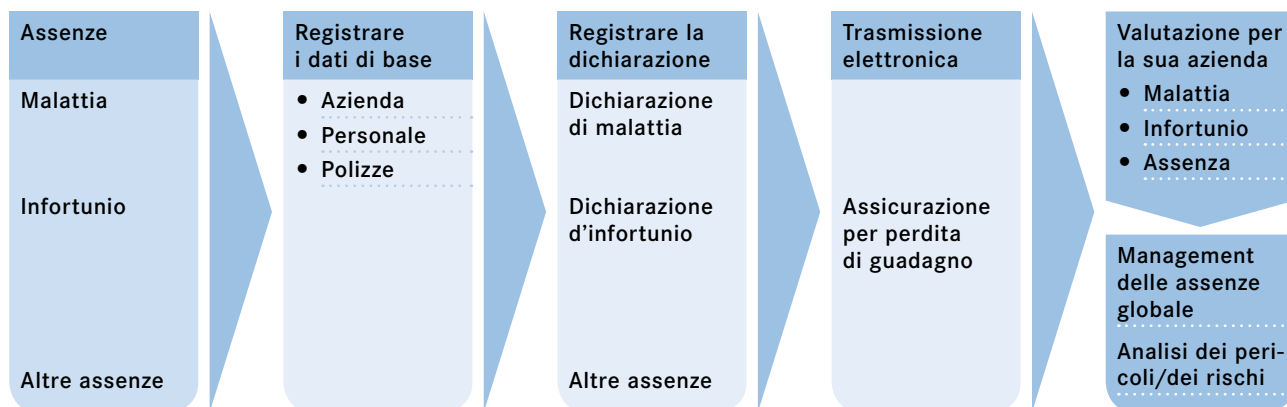 Assenze
Malattia
Infortunio
Altre assenze
Registrare
i dati di base
• Azienda
• Personale
• Polizze
Registrare la
dichiarazione
Dichiarazione
di malattia
Dichiarazione
d’infortunio
Altre assenze
Trasmissione
elettronica
Assicurazione
per perdita
di guadagno
Valutazione per
la sua azienda
• Malattia
• Infortunio
• Assenza
Management
delle assenze
globale
Analisi dei peri-
coli/dei rischi